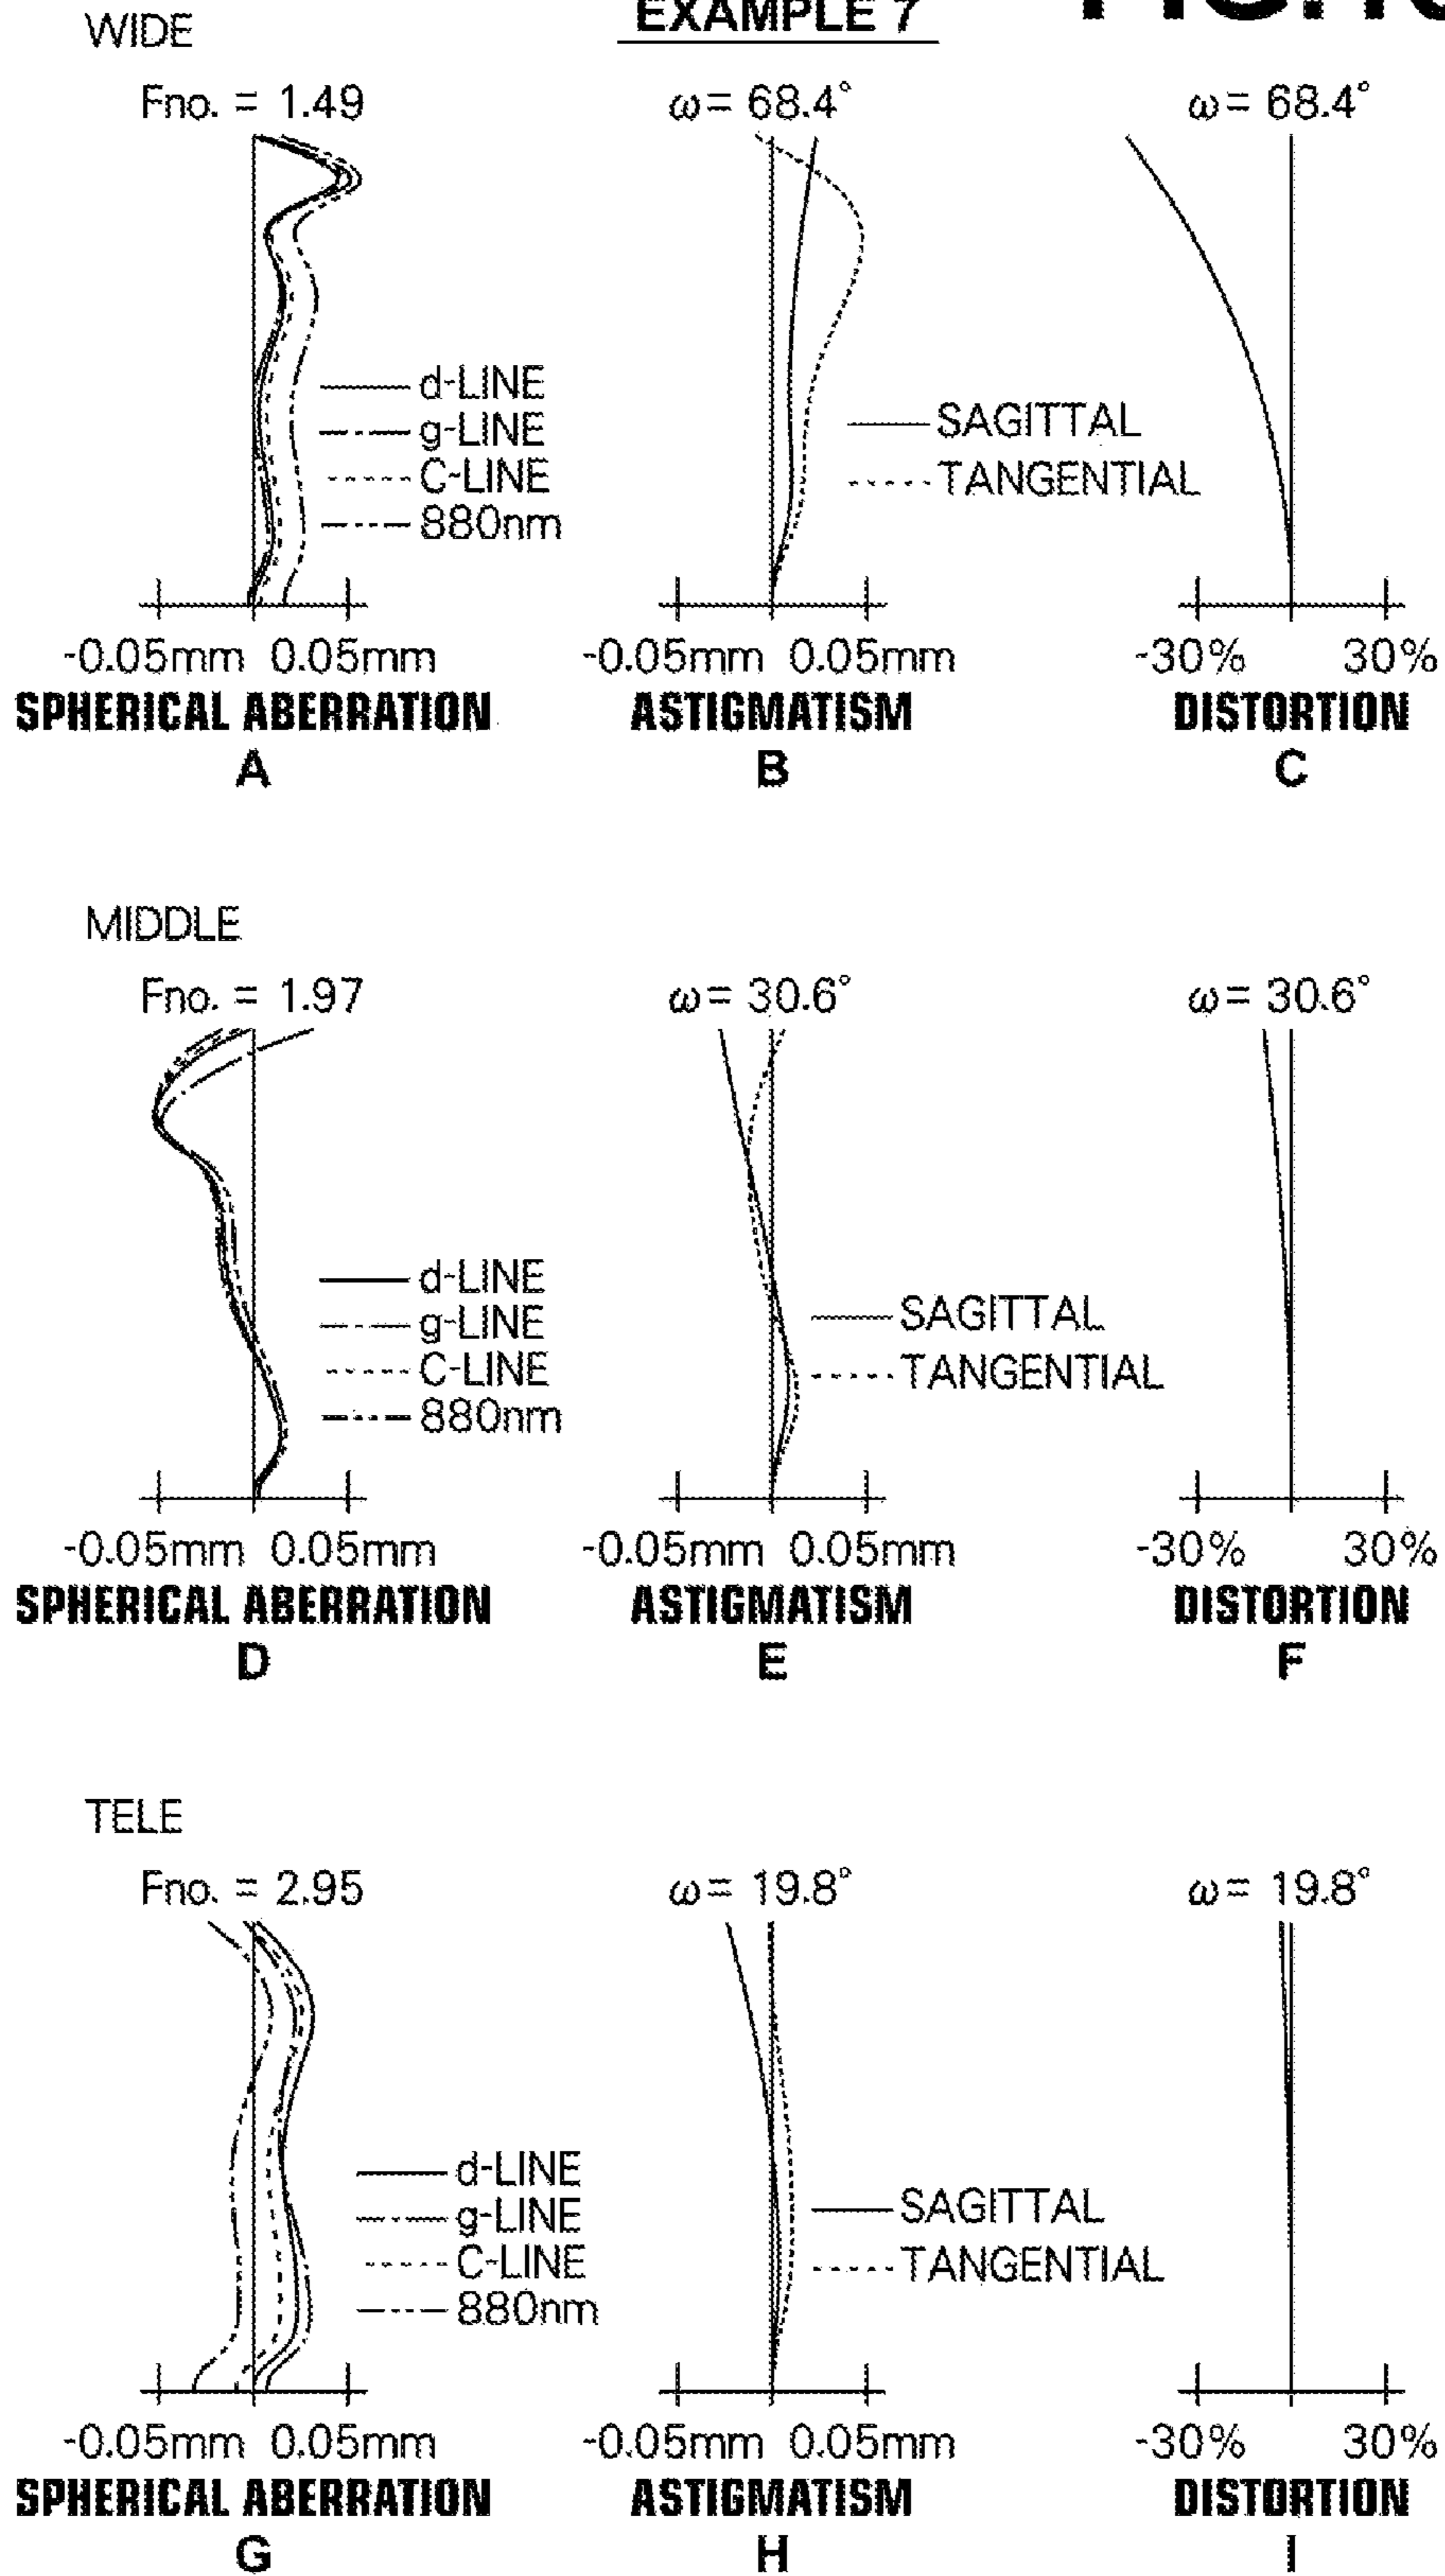 EXAMPLE 7
WIDE
Fno. = 1.49
ω= 68.4°
ω= 68.4°
d-LINE
g-LINE
C-LINE
880nm
SAGITTAL
TANGENTIAL
-0.05mm 0.05mm
-0.05mm 0.05mm
-30% 30%
SPHERICAL ABERRATION
ASTIGMATISM
DISTORTION
A
B
C
MIDDLE
Fno. = 1.97
ω= 30.6°
ω= 30.6°
d-LINE
g-LINE
C-LINE
880nm
SAGITTAL
TANGENTIAL
-0.05mm 0.05mm
-0.05mm 0.05mm
-30% 30%
SPHERICAL ABERRATION
ASTIGMATISM
DISTORTION
D
E
F
TELE
Fno. = 2.95
ω= 19.8°
ω= 19.8°
d-LINE
g-LINE
C-LINE
880nm
SAGITTAL
TANGENTIAL
-0.05mm 0.05mm
-0.05mm 0.05mm
-30% 30%
SPHERICAL ABERRATION
ASTIGMATISM
DISTORTION
G
H
I